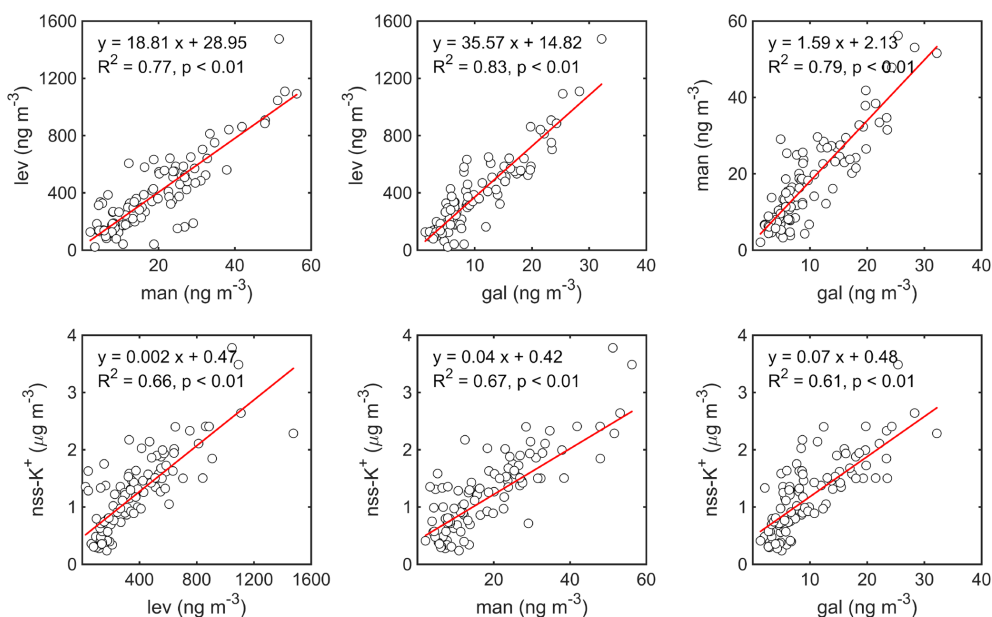 1600
1200
800
400
0
lev (ng m⁻³)
y = 18.81 x + 28.95
R² = 0.77, p < 0.01
20
40
60
man (ng m⁻³)
1600
1200
800
400
0
lev (ng m⁻³)
y = 35.57 x + 14.82
R² = 0.83, p < 0.01
0
10
20
30
40
gal (ng m⁻³)
60
40
20
0
man (ng m⁻³)
y = 1.59 x + 2.13
R² = 0.79, p < 0.01
0
10
20
30
40
gal (ng m⁻³)
4
3
2
1
0
nss-K⁺ (μg m⁻³)
y = 0.002 x + 0.47
R² = 0.66, p < 0.01
400
800
1200
1600
lev (ng m⁻³)
4
3
2
1
0
nss-K⁺ (μg m⁻³)
y = 0.04 x + 0.42
R² = 0.67, p < 0.01
20
40
60
man (ng m⁻³)
4
3
2
1
0
nss-K⁺ (μg m⁻³)
y = 0.07 x + 0.48
R² = 0.61, p < 0.01
0
10
20
30
40
gal (ng m⁻³)